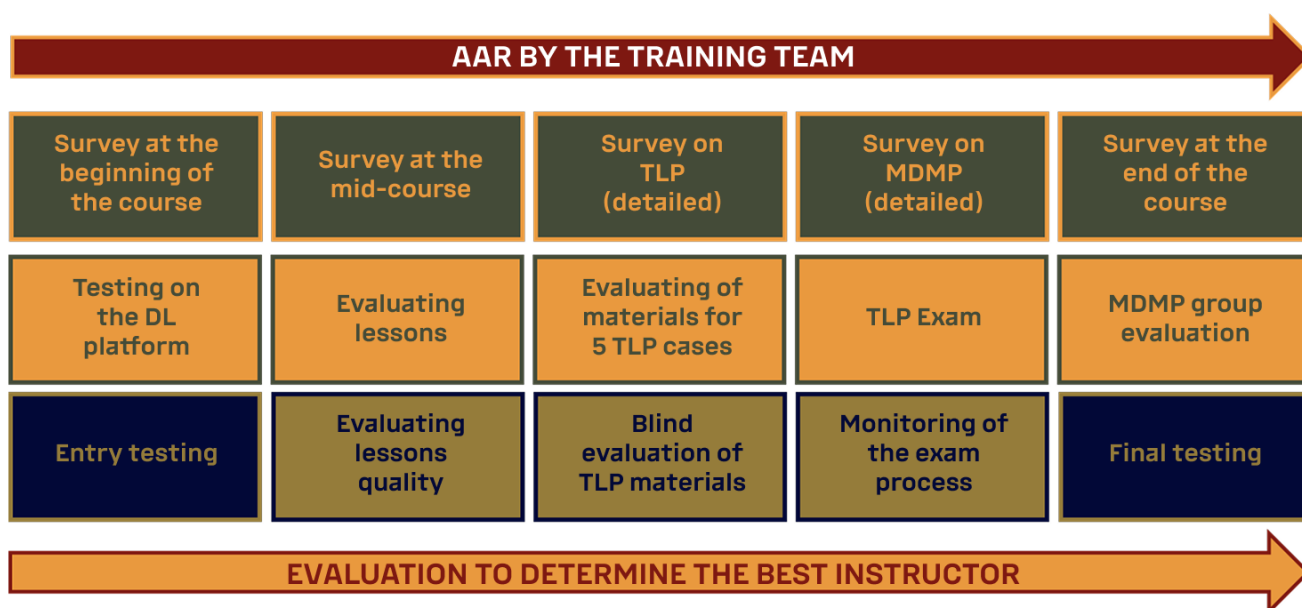 AAR BY THE TRAINING TEAM
Survey at the
beginning of
the course
Survey at the
mid-course
Survey on
TLP
(detailed)
Survey on
MDMP
(detailed)
Survey at the
end of the
course
Testing on
the DL
platform
Evaluating
lessons
Evaluating of
materials for
5 TLP cases
TLP Exam
MDMP group
evaluation
Entry testing
Evaluating
lessons
quality
Blind
evaluation of
TLP materials
Monitoring of
the exam
process
Final testing
EVALUATION TO DETERMINE THE BEST INSTRUCTOR